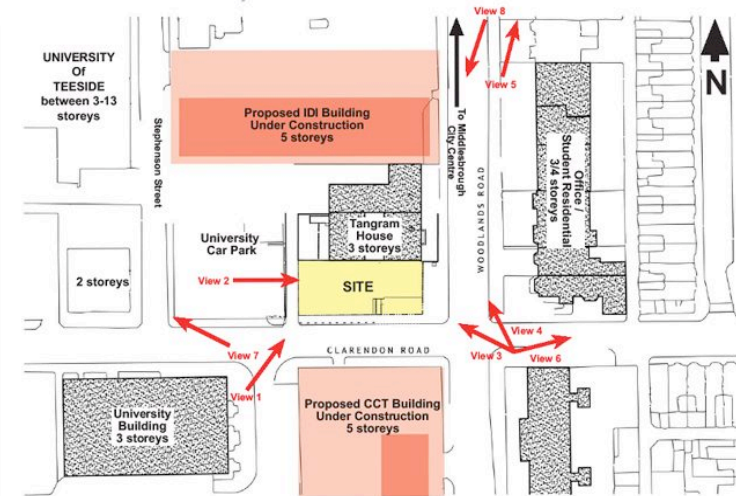 UNIVERSITY
Of
TEESIDE
between 3-13
storeys
Stephenson Street
Proposed IDI Building
Under Construction
5 storeys
To Middlesbrough
City Centre
View 8
View 5
N
WOODLANDS ROAD
Office /
Student Residential
3/4 storeys
University
Car Park
Tangram
House
3 storeys
2 storeys
View 2
SITE
View 7
View 1
CLARENDON ROAD
View 4
View 3
View 6
University
Building
3 storeys
Proposed CCT Building
Under Construction
5 storeys